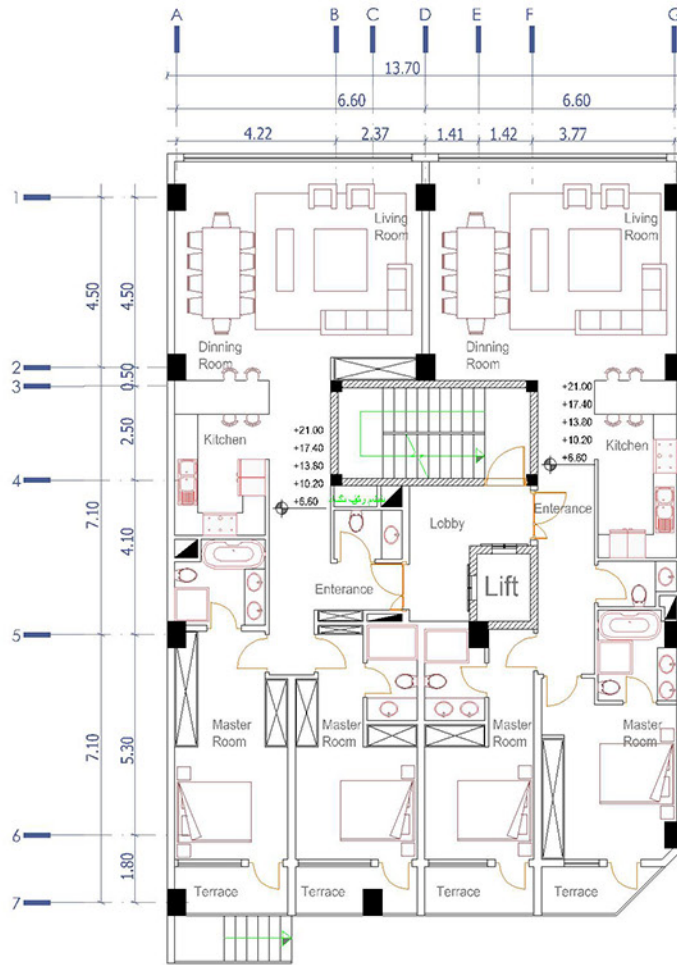 A B C D E F G
13.70
6.60 6.60
4.22 2.37 1.41 1.42 3.77
1
Living Room
Living Room
4.50 4.50
Dinning Room
Dinning Room
2
3
0.50
+21.00
+17.40
+13.80
+10.20
+6.60
+21.00
+17.40
+13.80
+10.20
+6.60
2.50
Kitchen
Kitchen
4
Lobby
Enterance
7.10
4.10
Lift
Enterance
5
Master Room
Master Room
Master Room
Master Room
7.10
5.30
6
1.80
Terrace
Terrace
Terrace
Terrace
7